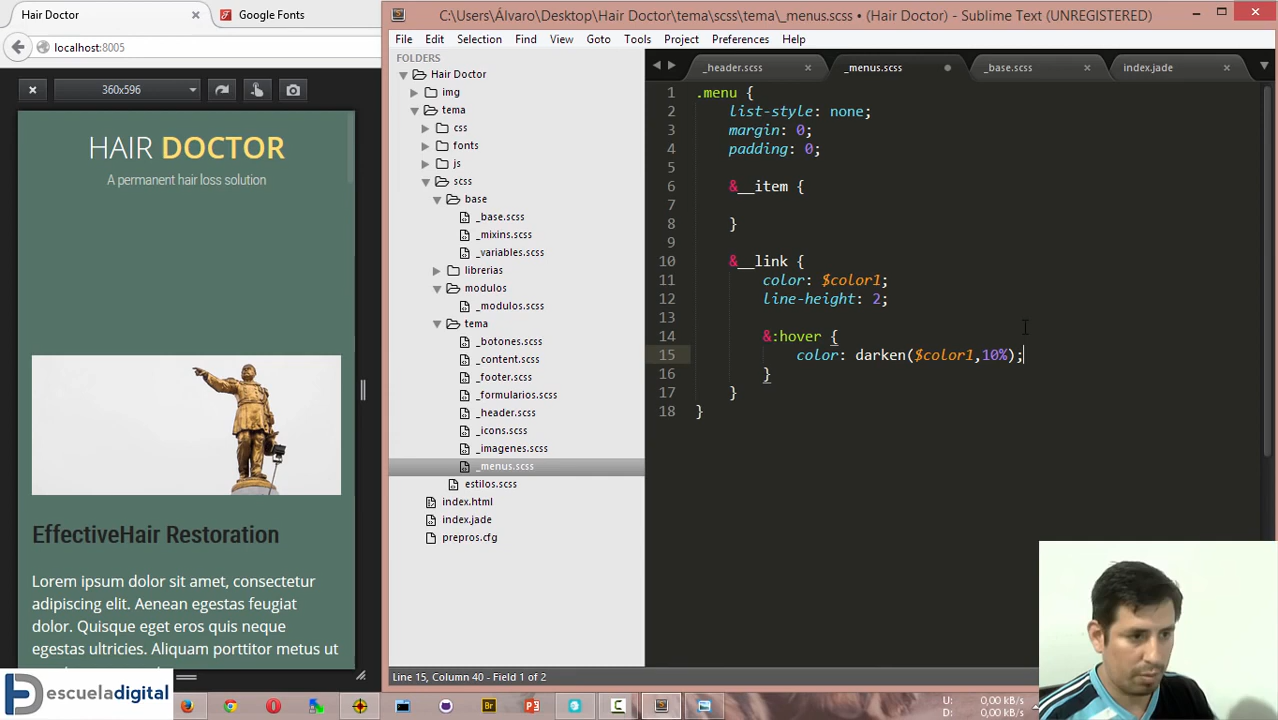 Hair Doctor
Google Fonts
localhost:8005
360x596
HAIR DOCTOR
A permanent hair loss solution
EffectiveHair Restoration
Lorem ipsum dolor sit amet, consectetur
adipiscing elit. Aenean egestas feugiat
dolor. Quisque eget eros quis neque
egestas ultricies. Aliquam porttitor metus ut
escueladigital
C:\Users\Álvaro\Desktop\Hair Doctor\tema\scss\tema\_menus.scss • (Hair Doctor) - Sublime Text (UNREGISTERED)
File Edit Selection Find View Goto Tools Project Preferences Help
FOLDERS
Hair Doctor
img
tema
css
fonts
js
scss
base
_base.scss
_mixins.scss
_variables.scss
librerias
modulos
_modulos.scss
tema
_botones.scss
_content.scss
_footer.scss
_formularios.scss
_header.scss
_icons.scss
_imagenes.scss
_menus.scss
estilos.scss
index.html
index.jade
prepros.cfg
_header.scss _menus.scss _base.scss index.jade
1 .menu {
2 list-style: none;
3 margin: 0;
4 padding: 0;
5
6 &__item {
7
8 }
9
10 &__link {
11 color: $color1;
12 line-height: 2;
13
14 &:hover {
15 color: darken($color1,10%);
16 }
17 }
18 }
Line 15, Column 40 - Field 1 of 2
Br
U: 0,00 kB/s
D: 0,00 kB/s